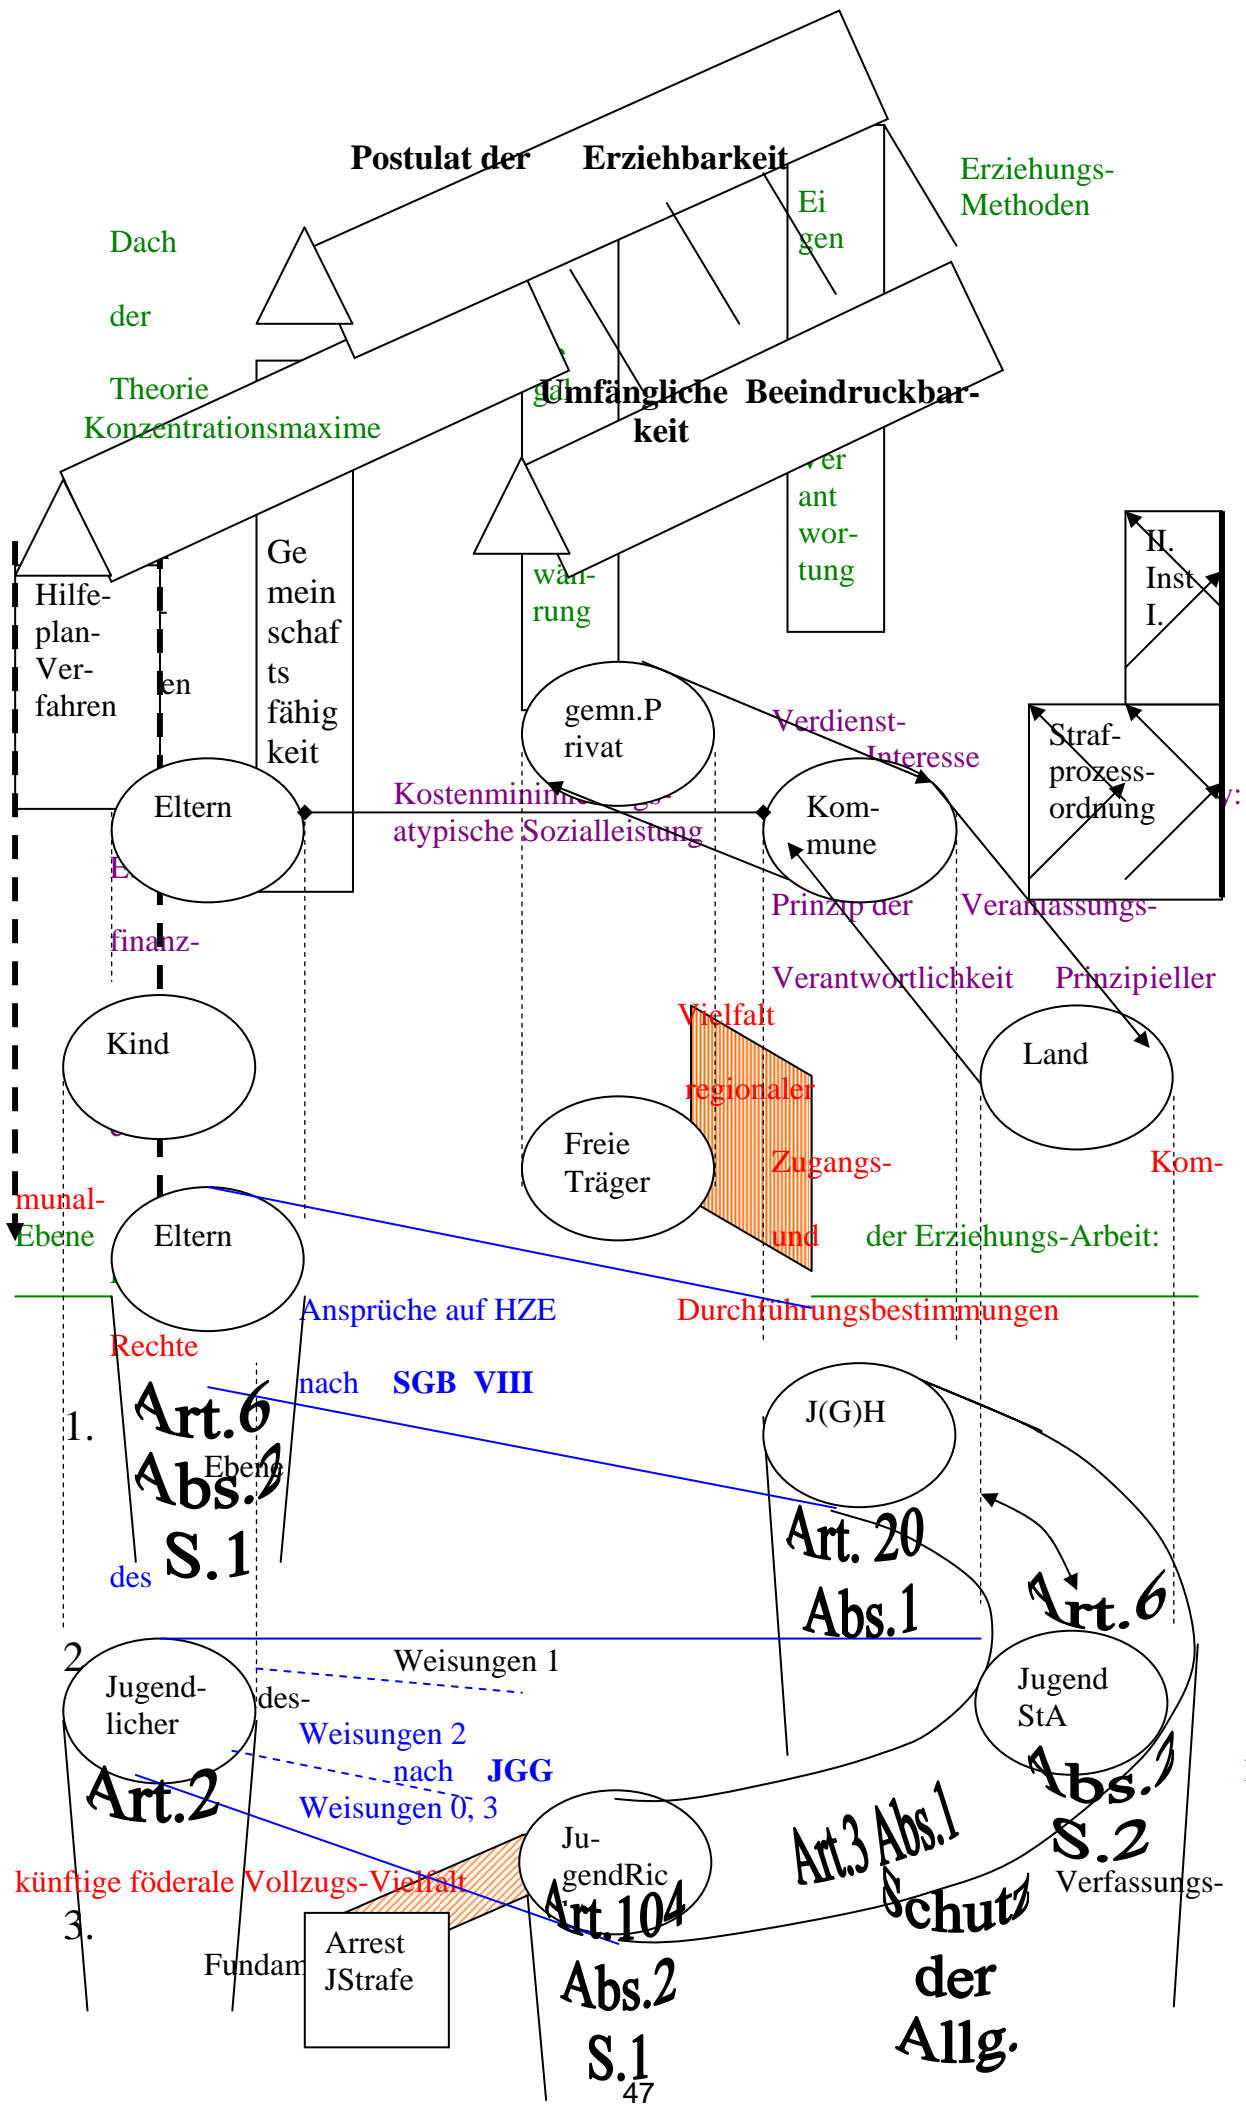 Postulat der Erziehbarkeit
Erziehungs-
Methoden
Ei
gen
Dach
der
Theorie
Konzentrationsmaxime
gal
Umfängliche Beeindruckbar-
keit
ver
ant
wor-
tung
wäh-
rung
Ge
mein
schaf
ts
fähig
keit
Hilfe-
plan-
Ver-
fahren
en
II.
Inst
I.
gemn.P
rivat
Verdienst-
Interesse
Straf-
prozess-
ordnung
y:
Eltern
atypische Sozialleistung
Kom-
mune
E
Prinzip der Veranlassungs-
finanz-
Verantwortlichkeit Prinzipieller
Kind
Vielfalt
Land
regionaler
Freie
Träger
Zugangs-
Kom-
munal-
Ebene
Eltern
und der Erziehungs-Arbeit:
Ansprüche auf HZE
Durchführungsbestimmungen
Rechte
nach SGB VIII
1.
Art.6
Abs.2
S.1
Ebene
J(G)H
Art. 20
Abs.1
des
Art.6
2
Weisungen 1
Jugend-
licher
des-
Jugend
StA
Weisungen 2
nach JGG
Weisungen 0, 3
Art.2
Abs.3
S.2
Ju-
gendRic
Art.3 Abs.1
künftige föderale Vollzugs-Vielfalt
Verfassungs-
3.
Art.104
Abs.2
S.1
Schutz
der
Allg.
Fundam
Arrest
JStrafe
47